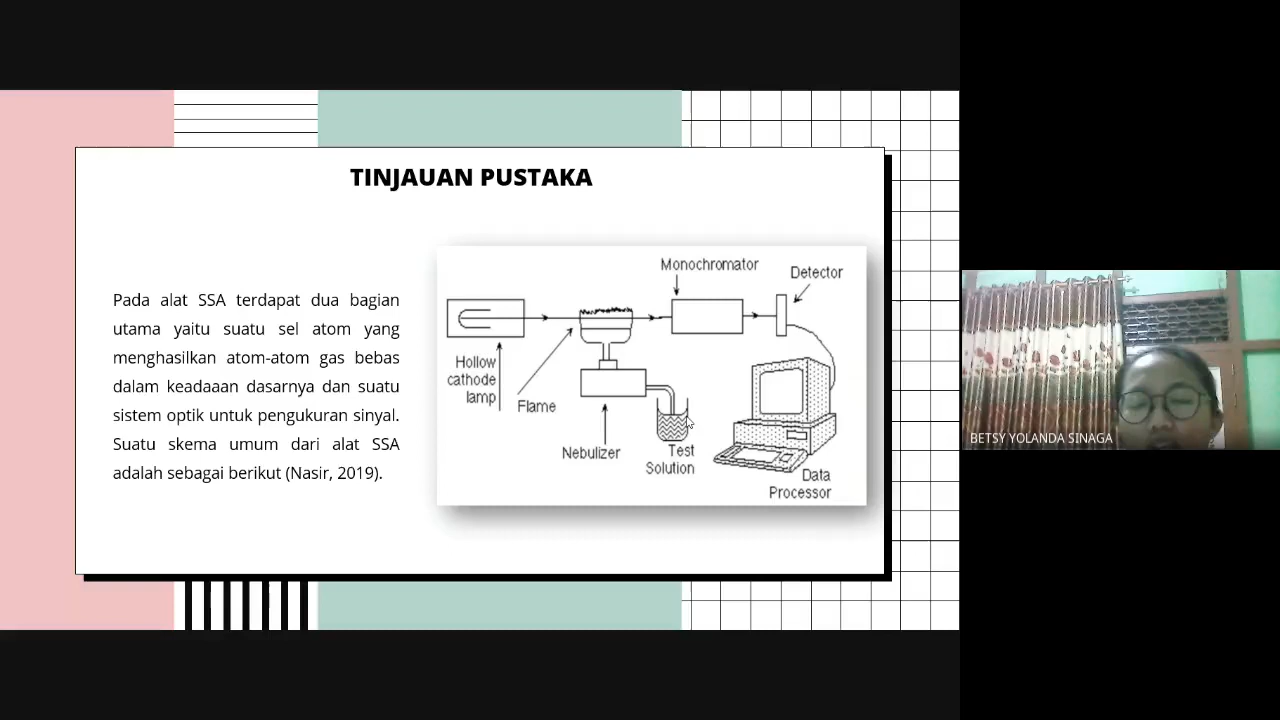 TINJAUAN PUSTAKA
Pada alat SSA terdapat dua bagian
utama yaitu suatu sel atom yang
menghasilkan atom-atom gas bebas
dalam keadaaan dasarnya dan suatu
sistem optik untuk pengukuran sinyal.
Suatu skema umum dari alat SSA
adalah sebagai berikut (Nasir, 2019).
Monochromator
Detector
Hollow
cathode
lamp
Flame
Nebulizer
Test
Solution
Data
Processor
BETSY YOLANDA SINAGA